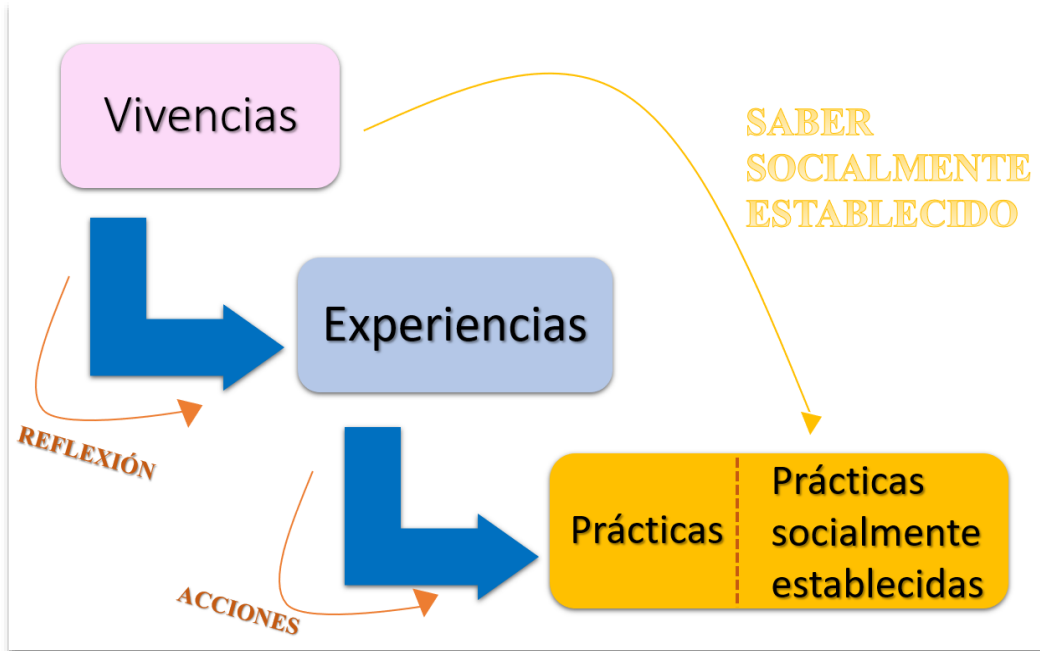 Vivencias
SABER
SOCIALMENTE
ESTABLECIDO
Experiencias
REFLEXIÓN
Prácticas
Prácticas
socialmente
establecidas
ACCIONES